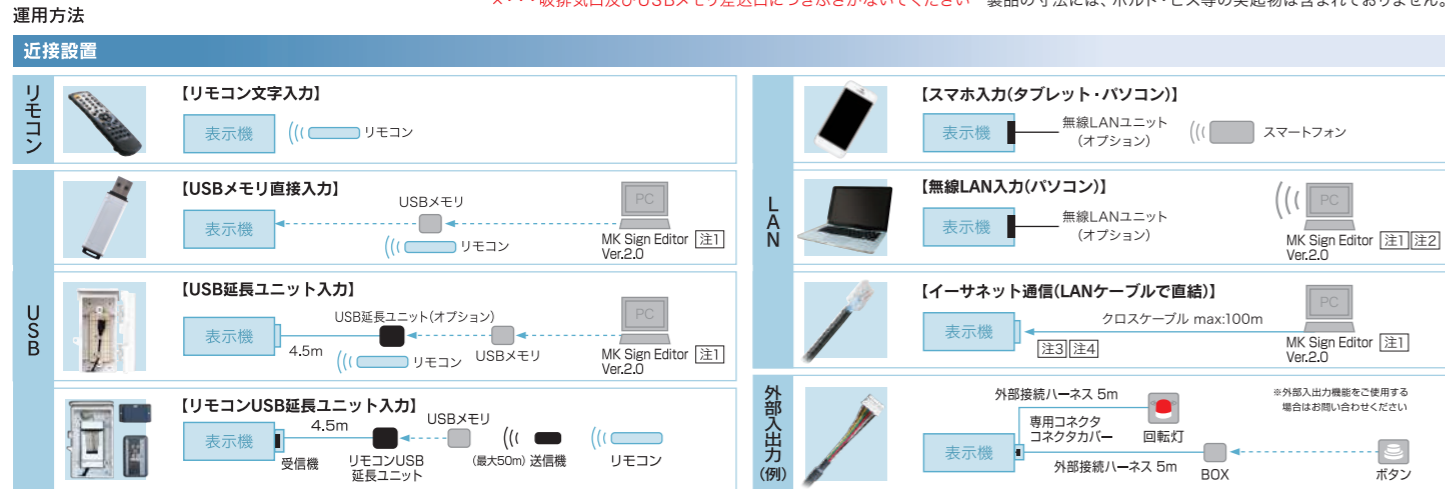 ×・・・吸排気口及びUSBメモリ差込口につきふさがないでください 製品の寸法には、ボルト・ビス等の突起物は含まれておりません。
運用方法
近接設置
リモコン
【リモコン文字入力】
表示機
リモコン
USB
【USBメモリ直接入力】
USBメモリ
PC
表示機
リモコン
MK Sign Editor 注1
Ver.2.0
【USB延長ユニット入力】
USB延長ユニット(オプション)
PC
表示機
4.5m
リモコン
USBメモリ
MK Sign Editor 注1
Ver.2.0
【リモコンUSB延長ユニット入力】
4.5m
USBメモリ
表示機
受信機
リモコンUSB
延長ユニット
(最大50m) 送信機
リモコン
LAN
【スマホ入力(タブレット・パソコン)】
表示機
無線LANユニット
(オプション)
スマートフォン
【無線LAN入力(パソコン)】
PC
表示機
無線LANユニット
(オプション)
MK Sign Editor 注1 注2
Ver.2.0
【イーサネット通信(LANケーブルで直結)】
PC
クロスケーブル max:100m
表示機
注3 注4
MK Sign Editor 注1
Ver.2.0
外部入出力(例)
外部接続ハーネス 5m
※外部入出力機能をご使用する
場合はお問い合わせください
専用コネクタ
コネクタカバー
回転灯
表示機
外部接続ハーネス 5m
BOX
ボタン